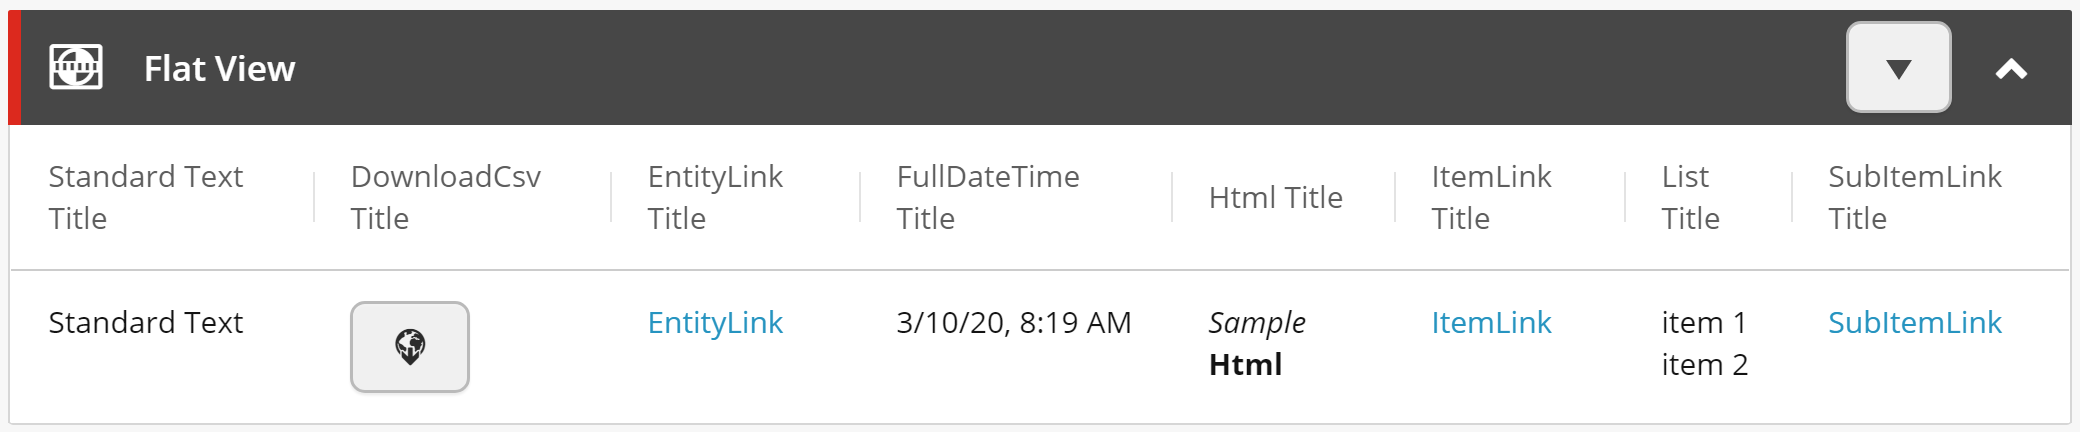 Flat View
Standard Text Title
DownloadCsv Title
EntityLink Title
FullDateTime Title
Html Title
ItemLink Title
List Title
SubItemLink Title
Standard Text
EntityLink
3/10/20, 8:19 AM
Sample
Html
ItemLink
item 1
item 2
SubItemLink